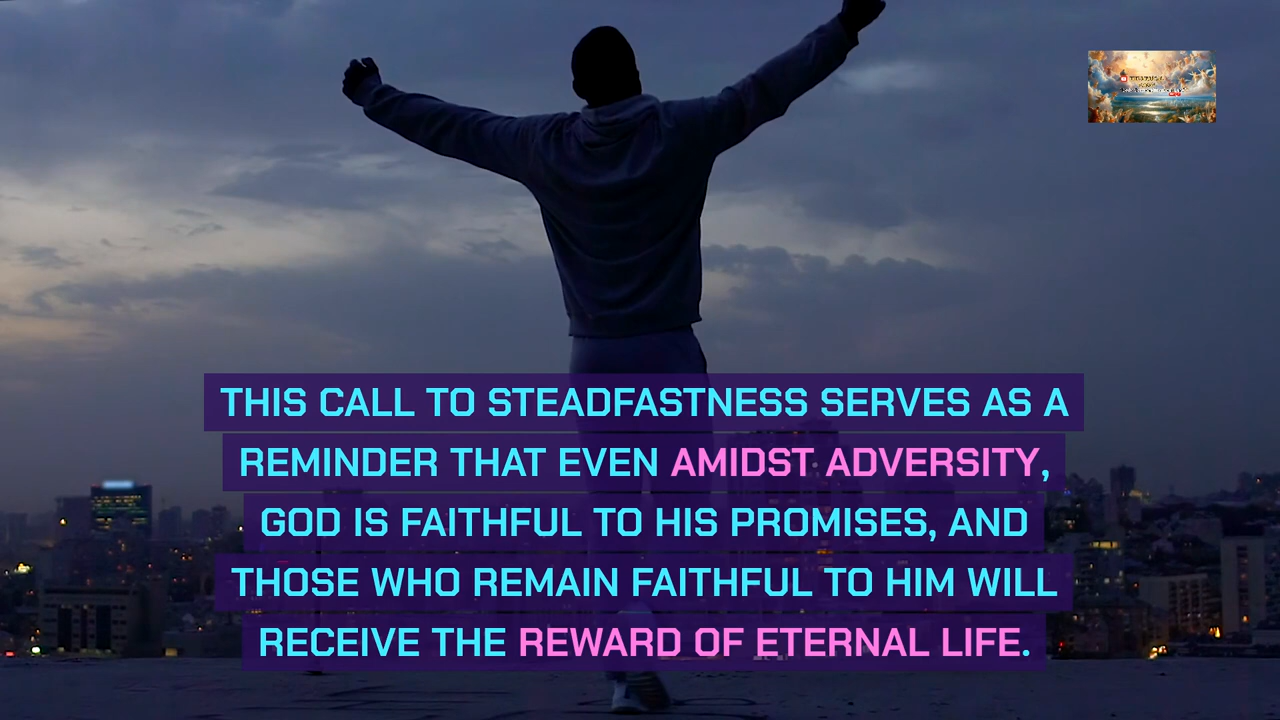 THIS CALL TO STEADFASTNESS SERVES AS A
REMINDER THAT EVEN AMIDST ADVERSITY,
GOD IS FAITHFUL TO HIS PROMISES, AND
THOSE WHO REMAIN FAITHFUL TO HIM WILL
RECEIVE THE REWARD OF ETERNAL LIFE.